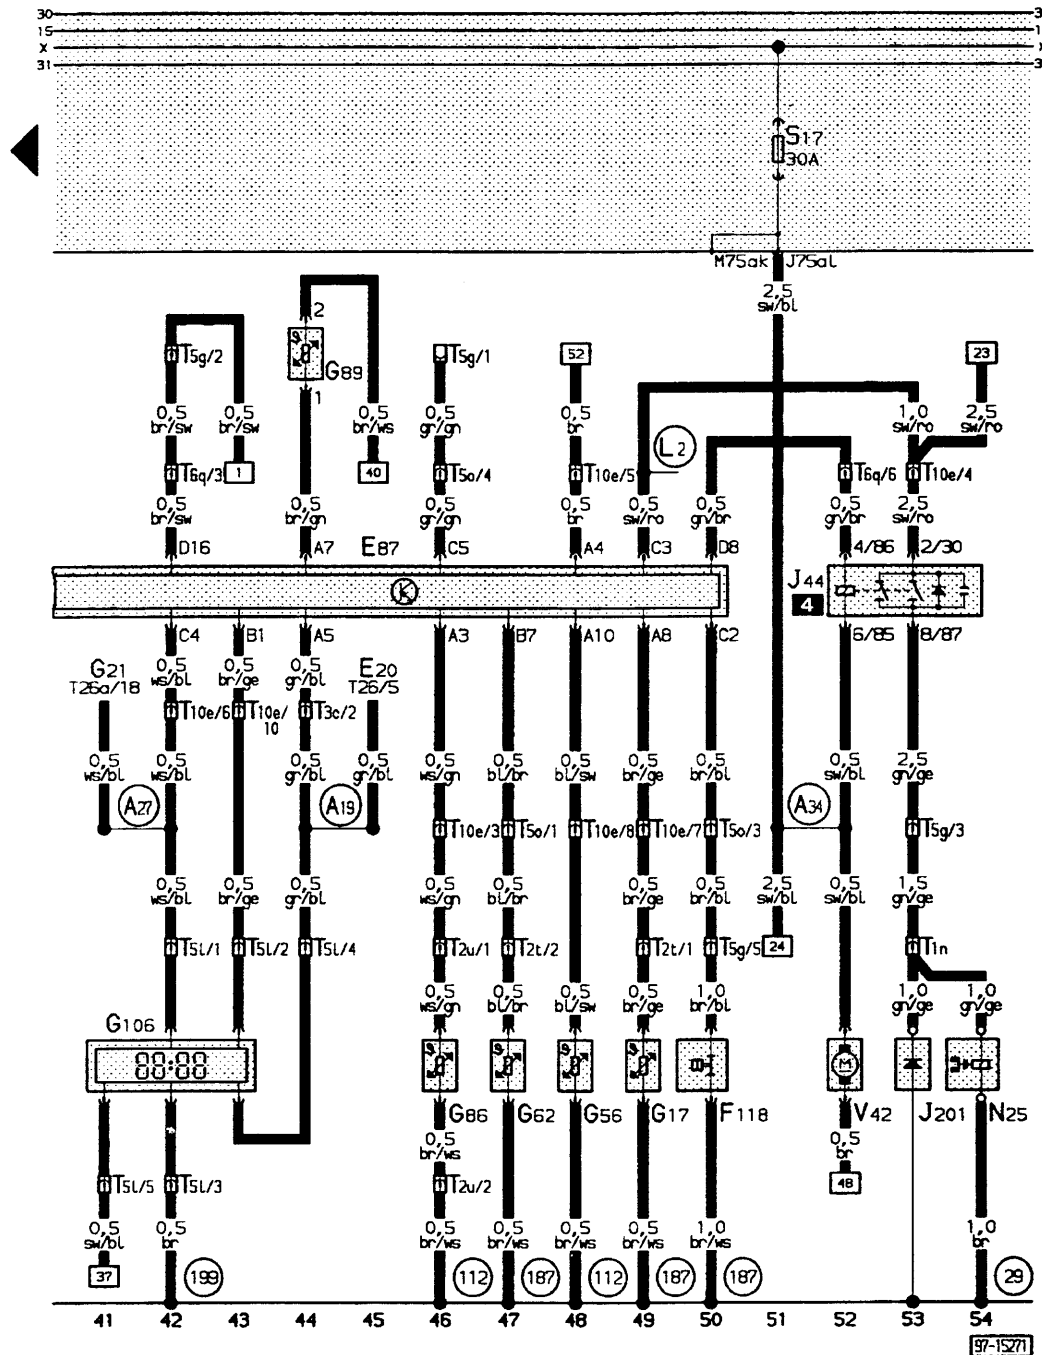 30
15
X
31
3
1
3
S17
30A
M75ak J75al
2,5
sw/bl
2
T5g/2
G89
T5g/1
52
23
1
0,5 0,5 0,5 0,5 0,5 1,0 2,5
br/sw br/sw br/ws gr/gn br sw/ro sw/ro
L2
T6q/3 1 40 T5o/4 T10e/5 T6q/6 T10e/4
0,5 0,5 0,5 0,5 0,5 0,5 0,5 2,5
br/sw br/gn gr/gn br sw/ro gn/br gn/br sw/ro
D16 A7 E87 C5 A4 C3 D8 4/86 2/30
K
J44
4
C4 B1 A5 A3 B7 A10 A8 C2 6/85 8/87
G21 E20
T26a/18 T26/5
0,5 0,5 0,5
ws/bl br/ge gr/bl
T10e/6 T10e/ T3c/2
10
0,5 0,5 0,5 0,5 0,5 0,5 0,5 0,5 0,5 0,5 2,5
ws/bl ws/bl gr/bl gr/bl ws/gn bl/br bl/sw br/ge br/bl sw/bl gn/ge
A27 A19 A34
T10e/3 T5o/1 T10e/8 T10e/7 T5o/3 T5g/3
0,5 0,5 0,5 0,5 0,5 0,5 0,5 2,5 0,5 1,5
ws/bl br/ge gr/bl ws/gn bl/br br/ge br/bl sw/bl sw/bl gn/ge
T5l/1 T5l/2 T5l/4 T2u/1 T2t/2 T2t/1 T5g/5 24 T1n
0,5 0,5 0,5 0,5 1,0 1,0 1,0
ws/gn bl/br bl/sw br/ge br/bl gn/ge gn/ge
G106
88:88
M
G86 G62 G56 G17 F118 V42 J201 N25
0,5 0,5
br/ws br
T5l/5 T5l/3 T2u/2 48
0,5 0,5 0,5 0,5 0,5 0,5 1,0 1,0
sw/bl br br/ws br/ws br/ws br/ws br/ws br
37 199 112 187 112 187 187 29
41 42 43 44 45 46 47 48 49 50 51 52 53 54
97-15271